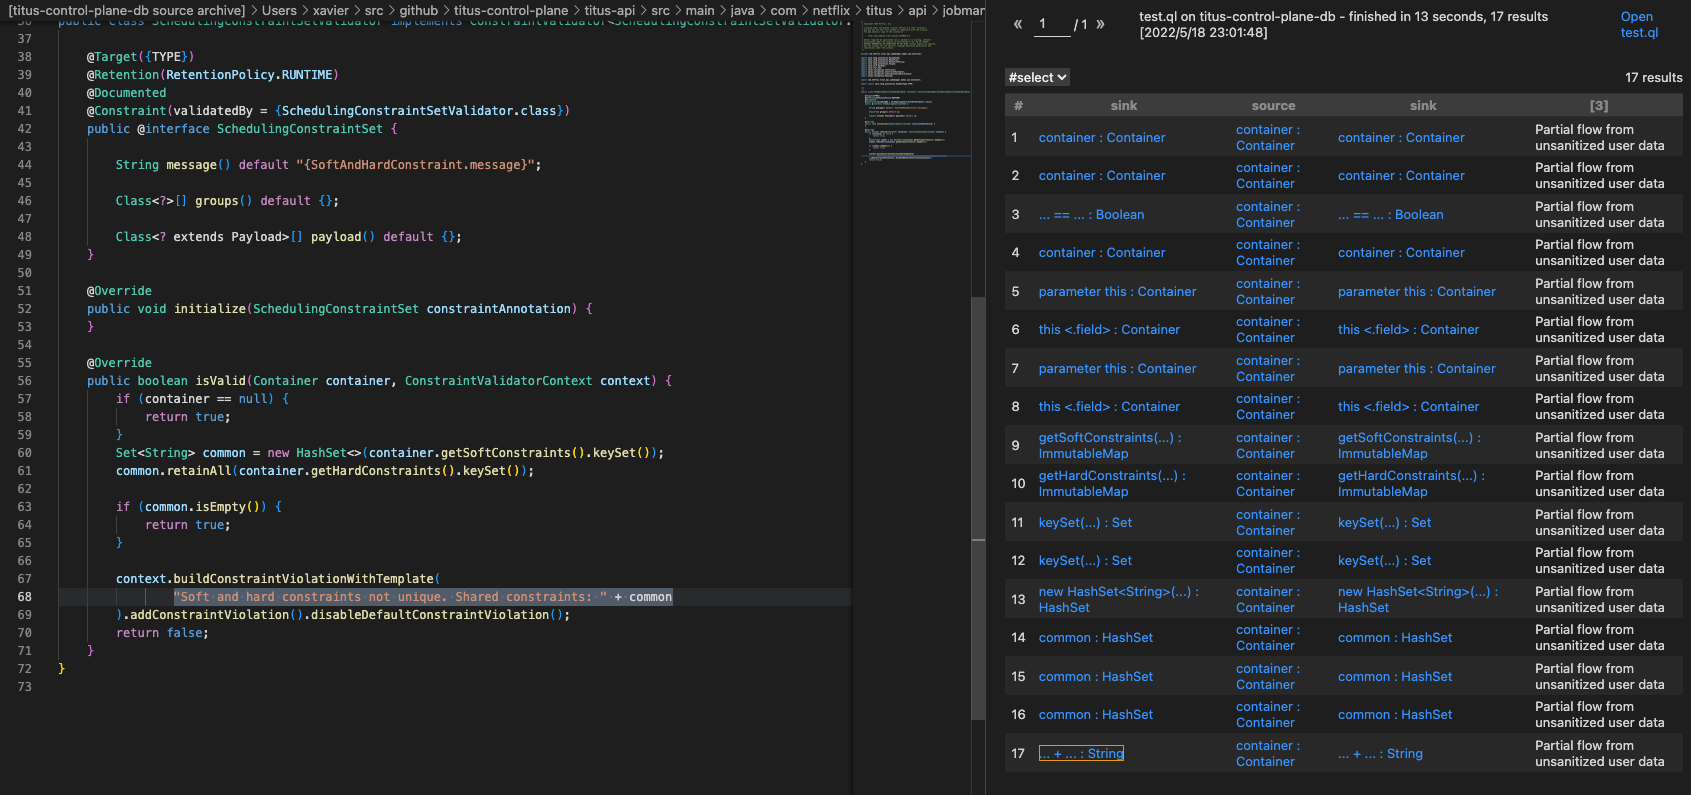 [titus-control-plane-db source archive] > Users > xavier > src > github > titus-control-plane > titus-api > src > main > java > com > netflix > titus > api > jobmar
37
38 @Target({TYPE})
39 @Retention(RetentionPolicy.RUNTIME)
40 @Documented
41 @Constraint(validatedBy = {SchedulingConstraintSetValidator.class})
42 public @interface SchedulingConstraintSet {
43
44 String message() default "{SoftAndHardConstraint.message}";
45
46 Class<?>[] groups() default {};
47
48 Class<? extends Payload>[] payload() default {};
49 }
50
51 @Override
52 public void initialize(SchedulingConstraintSet constraintAnnotation) {
53 }
54
55 @Override
56 public boolean isValid(Container container, ConstraintValidatorContext context) {
57 if (container == null) {
58 return true;
59 }
60 Set<String> common = new HashSet<>(container.getSoftConstraints().keySet());
61 common.retainAll(container.getHardConstraints().keySet());
62
63 if (common.isEmpty()) {
64 return true;
65 }
66
67 context.buildConstraintViolationWithTemplate(
68 "Soft and hard constraints not unique. Shared constraints: " + common
69 ).addConstraintViolation().disableDefaultConstraintViolation();
70 return false;
71 }
72 }
73
« 1 / 1 »
test.ql on titus-control-plane-db - finished in 13 seconds, 17 results
[2022/5/18 23:01:48]
Open
test.ql
#select
17 results
# sink source sink [3]
1 container : Container container : Container container : Container Partial flow from unsanitized user data
2 container : Container container : Container container : Container Partial flow from unsanitized user data
3 ... == ... : Boolean container : Container ... == ... : Boolean Partial flow from unsanitized user data
4 container : Container container : Container container : Container Partial flow from unsanitized user data
5 parameter this : Container container : Container parameter this : Container Partial flow from unsanitized user data
6 this <.field> : Container container : Container this <.field> : Container Partial flow from unsanitized user data
7 parameter this : Container container : Container parameter this : Container Partial flow from unsanitized user data
8 this <.field> : Container container : Container this <.field> : Container Partial flow from unsanitized user data
9 getSoftConstraints(...) : ImmutableMap container : Container getSoftConstraints(...) : ImmutableMap Partial flow from unsanitized user data
10 getHardConstraints(...) : ImmutableMap container : Container getHardConstraints(...) : ImmutableMap Partial flow from unsanitized user data
11 keySet(...) : Set container : Container keySet(...) : Set Partial flow from unsanitized user data
12 keySet(...) : Set container : Container keySet(...) : Set Partial flow from unsanitized user data
13 new HashSet<String>(...) : HashSet container : Container new HashSet<String>(...) : HashSet Partial flow from unsanitized user data
14 common : HashSet container : Container common : HashSet Partial flow from unsanitized user data
15 common : HashSet container : Container common : HashSet Partial flow from unsanitized user data
16 common : HashSet container : Container common : HashSet Partial flow from unsanitized user data
17 ... + ... : String container : Container ... + ... : String Partial flow from unsanitized user data